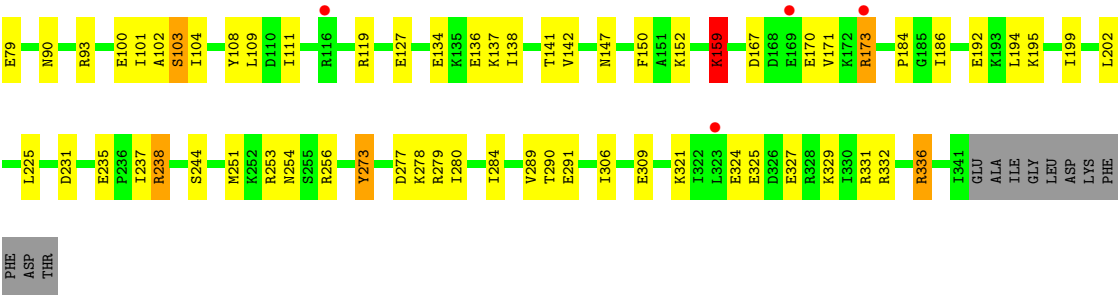 E79 N90 R93 E100 I101 A102 S103 I104 Y108 L109 D110 I111 R116 R119 E127 E134 K135 E136 K137 I138 T141 V142 N147 F150 A151 K152 K159 D167 D168 E169 E170 V171 K172 R173 P184 G185 I186 E192 K193 L194 K195 I199 L202
L225 D231 E235 P236 I237 R238 S244 M251 K252 R253 N254 S255 R256 Y273 D277 K278 R279 I280 I284 V289 T290 E291 I306 E309 K321 I322 L323 E324 E325 D326 E327 R328 K329 I330 R331 R332 R336 I341 GLU ALA ILE GLY LEU ASP LYS PHE
PHE ASP THR